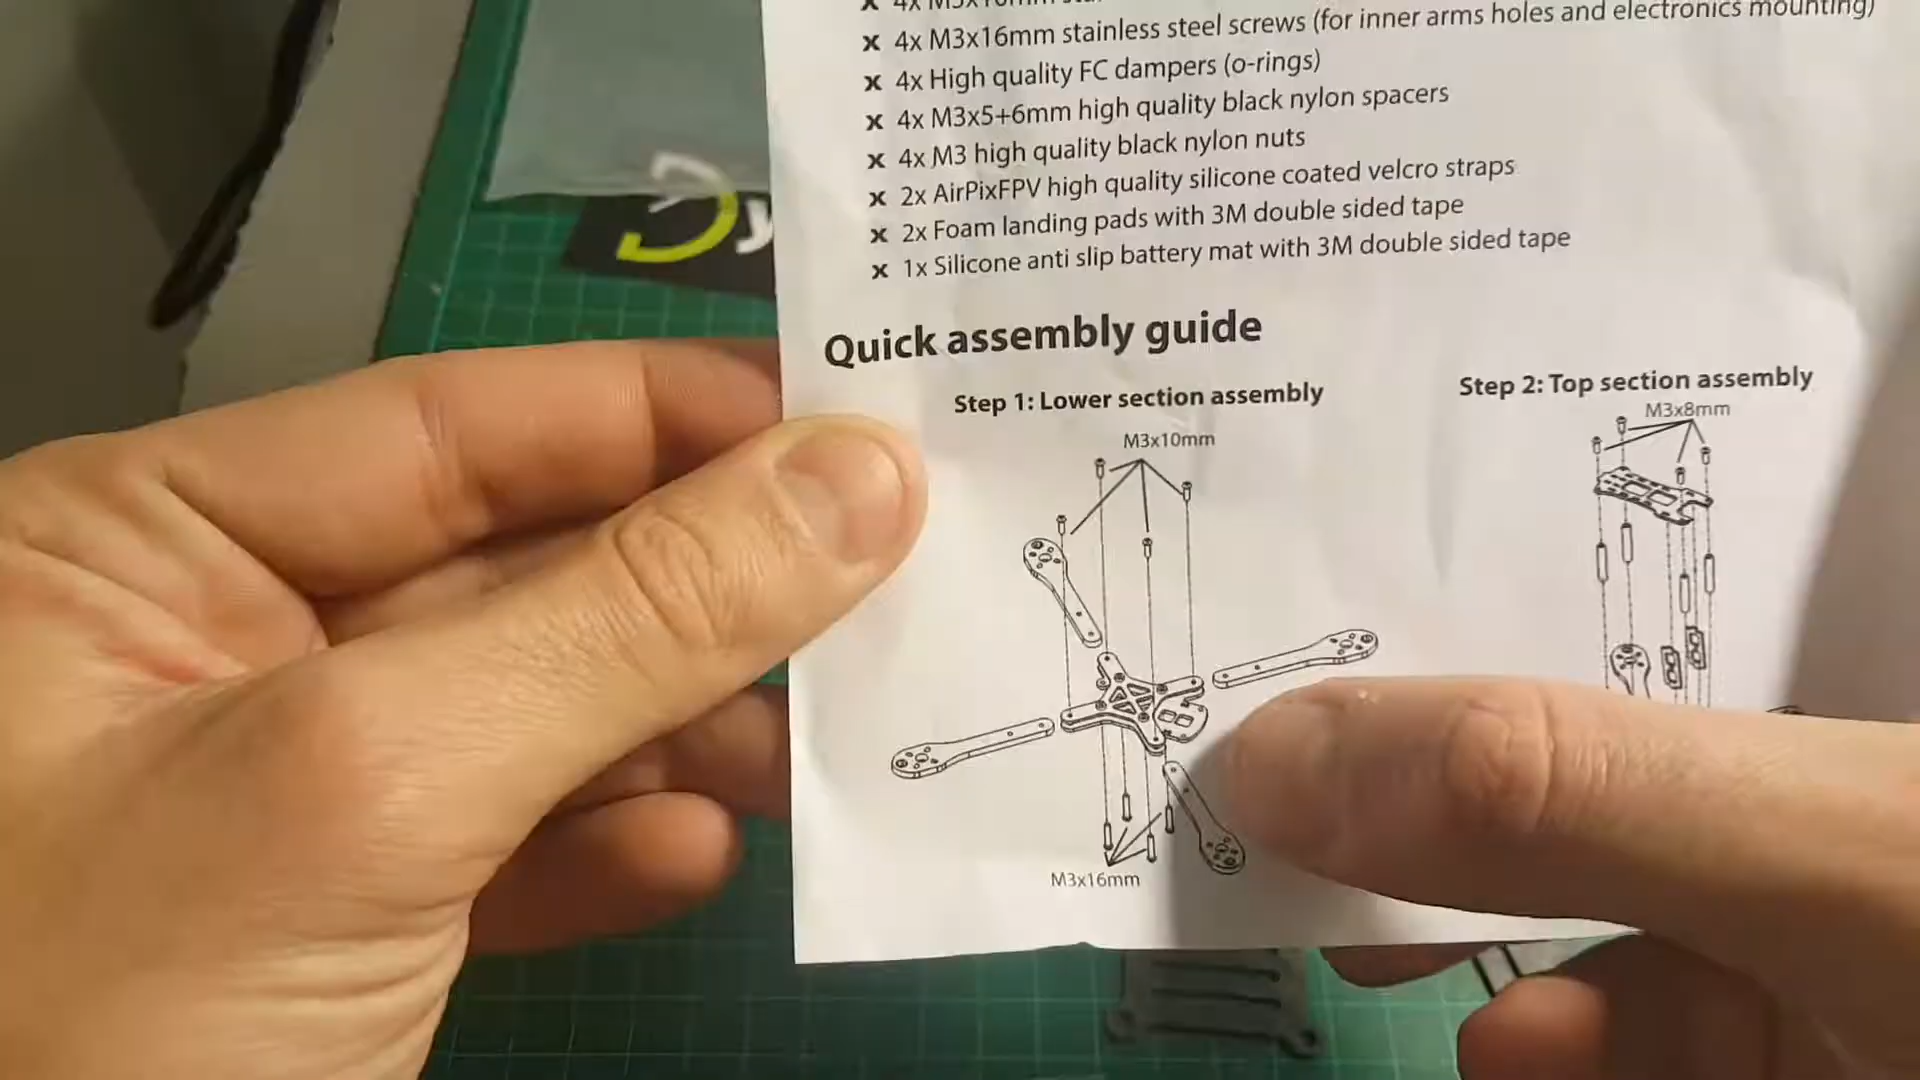 x 4x M3x10mm
x 4x M3x16mm stainless steel screws (for inner arms holes and electronics mounting)
x 4x High quality FC dampers (o-rings)
x 4x M3x5+6mm high quality black nylon spacers
x 4x M3 high quality black nylon nuts
x 2x AirPixFPV high quality silicone coated velcro straps
x 2x Foam landing pads with 3M double sided tape
x 1x Silicone anti slip battery mat with 3M double sided tape
Quick assembly guide
Step 1: Lower section assembly
M3x10mm
M3x16mm
Step 2: Top section assembly
M3x8mm